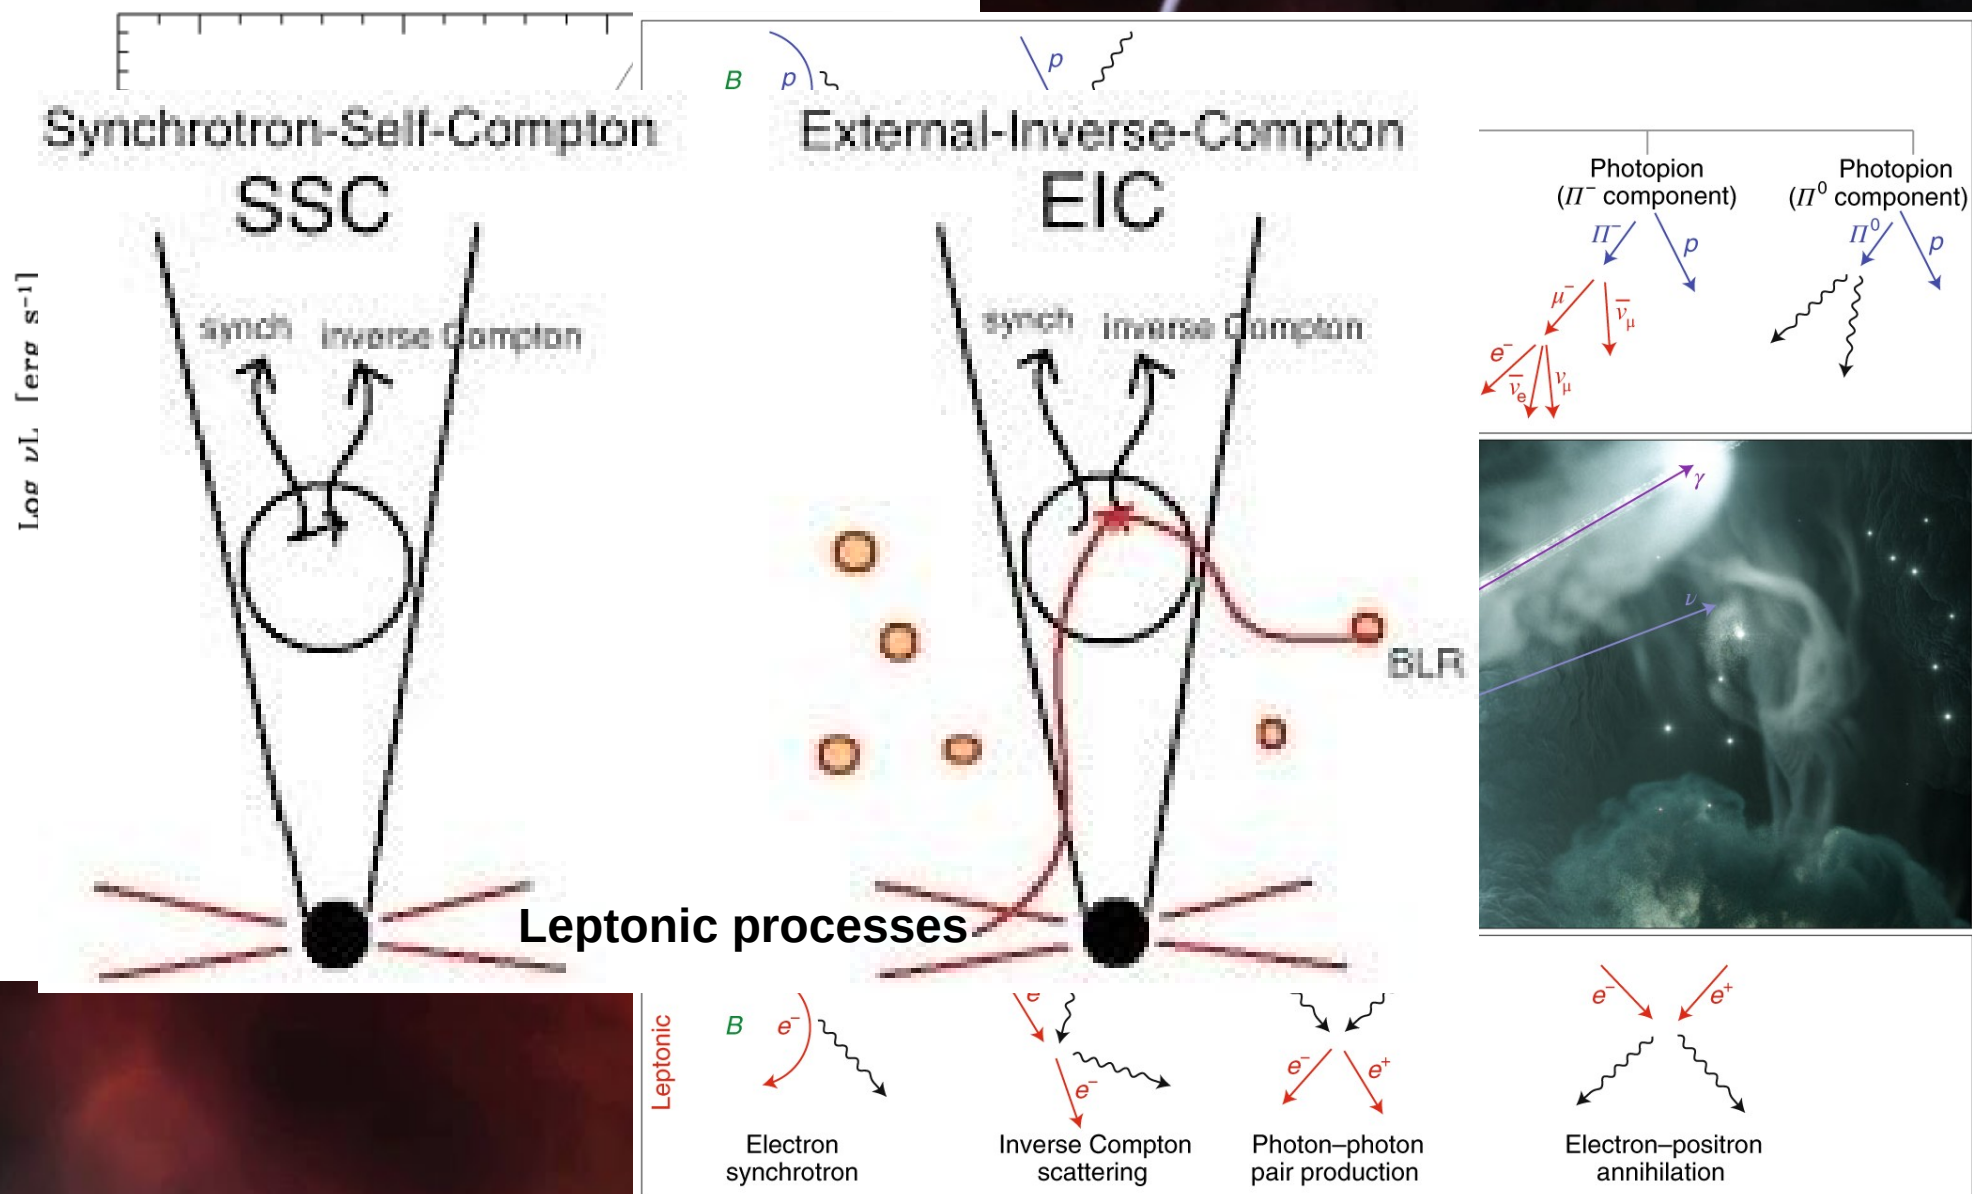 B
p
p
Synchrotron-Self-Compton
SSC
synch
inverse Compton
Log νL [erg s⁻¹]
External-Inverse-Compton
EIC
synch
inverse Compton
BLR
Leptonic processes
Photopion
(Π⁻ component)
Π⁻
p
μ⁻
ν̅μ
e⁻
ν̅e
νμ
Photopion
(Π⁰ component)
Π⁰
p
γ
ν
Leptonic
B
e⁻
Electron
synchrotron
e
e⁻
Inverse Compton
scattering
e⁻
e⁺
Photon–photon
pair production
e⁻
e⁺
Electron–positron
annihilation